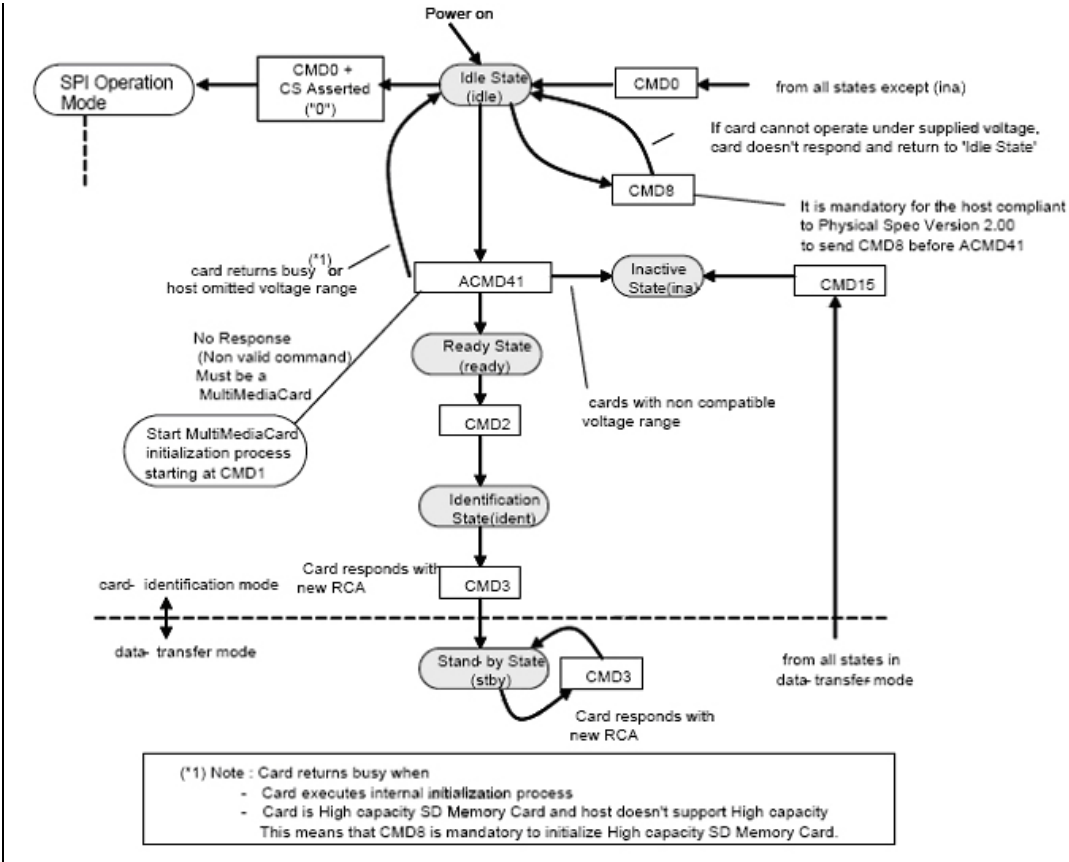 Power on
SPI Operation
Mode
CMD0 +
CS Asserted
("0")
Idle State
(idle)
CMD0
from all states except (ina)
If card cannot operate under supplied voltage,
card doesn't respond and return to 'Idle State'
CMD8
It is mandatory for the host compliant
to Physical Spec Version 2.00
to send CMD8 before ACMD41
card returns busy (*1) or
host omitted voltage range
ACMD41
Inactive
State(ina)
CMD15
No Response
(Non valid command)
Must be a
MultiMediaCard
Ready State
(ready)
cards with non compatible
voltage range
CMD2
Start MultiMediaCard
initialization process
starting at CMD1
Identification
State(ident)
Card responds with
new RCA
CMD3
card- identification mode
data- transfer mode
Stand- by State
(stby)
CMD3
from all states in
data- transfer mode
Card responds with
new RCA
(*1) Note : Card returns busy when
- Card executes internal initialization process
- Card is High capacity SD Memory Card and host doesn't support High capacity
This means that CMD8 is mandatory to initialize High capacity SD Memory Card.